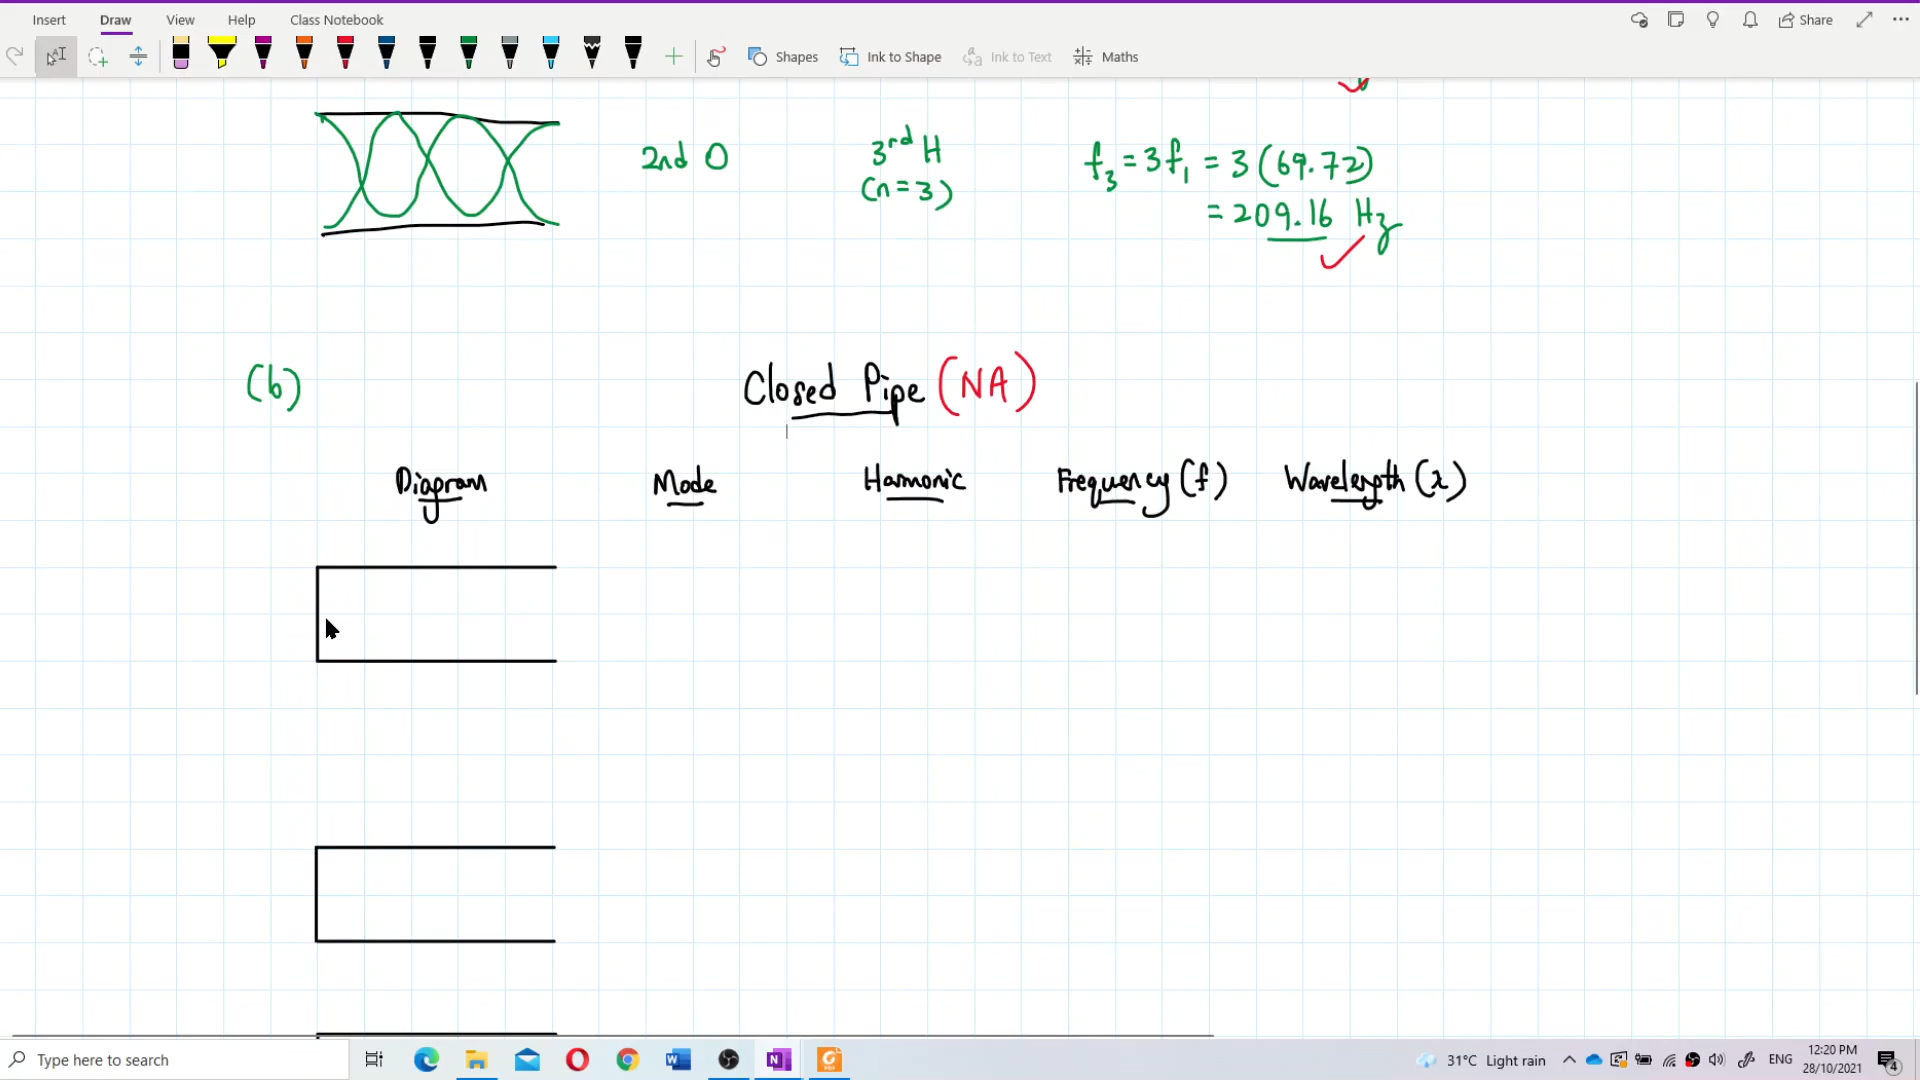 Insert Draw View Help Class Notebook Share
Shapes Ink to Shape Ink to Text Maths
2nd O 3rd H f3 = 3f1 = 3 (69.72)
(n = 3) = 209.16 Hz
(b) Closed Pipe (NA)
Diagram Mode Harmonic Frequency (f) Wavelength (λ)
Type here to search 31°C Light rain ENG 12:20 PM
28/10/2021 4